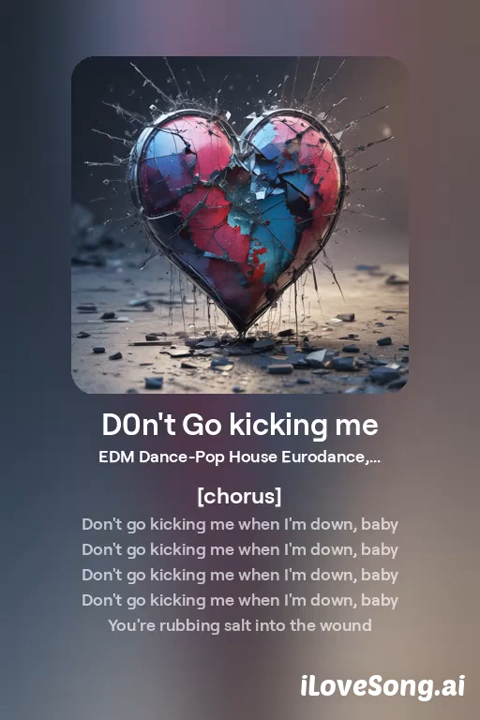 D0n't Go kicking me
EDM Dance-Pop House Eurodance,...
[chorus]
Don't go kicking me when I'm down, baby
Don't go kicking me when I'm down, baby
Don't go kicking me when I'm down, baby
Don't go kicking me when I'm down, baby
You're rubbing salt into the wound
iLoveSong.ai